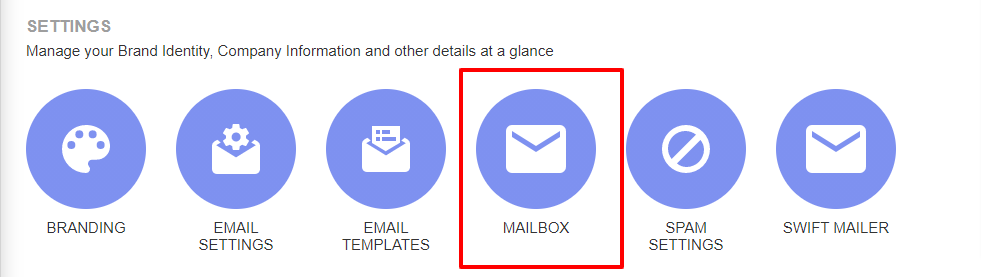 SETTINGS
Manage your Brand Identity, Company Information and other details at a glance
BRANDING
EMAIL
SETTINGS
EMAIL
TEMPLATES
MAILBOX
SPAM
SETTINGS
SWIFT MAILER